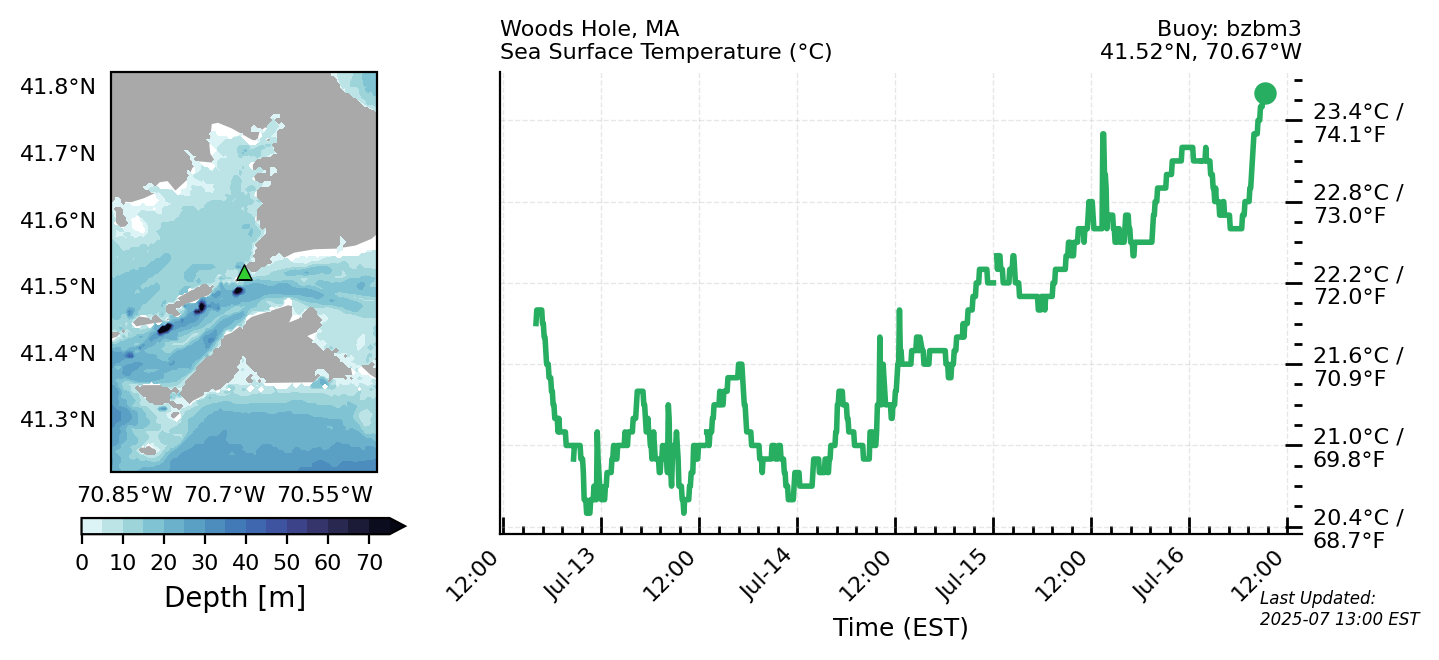 Woods Hole, MA
Sea Surface Temperature (°C)
Buoy: bzbm3
41.52°N, 70.67°W
41.8°N
41.7°N
41.6°N
41.5°N
41.4°N
41.3°N
70.85°W 70.7°W 70.55°W
0 10 20 30 40 50 60 70
Depth [m]
23.4°C /
74.1°F
22.8°C /
73.0°F
22.2°C /
72.0°F
21.6°C /
70.9°F
21.0°C /
69.8°F
20.4°C /
68.7°F
12:00 Jul-13 12:00 Jul-14 12:00 Jul-15 12:00 Jul-16 12:00
Time (EST)
Last Updated:
2025-07 13:00 EST